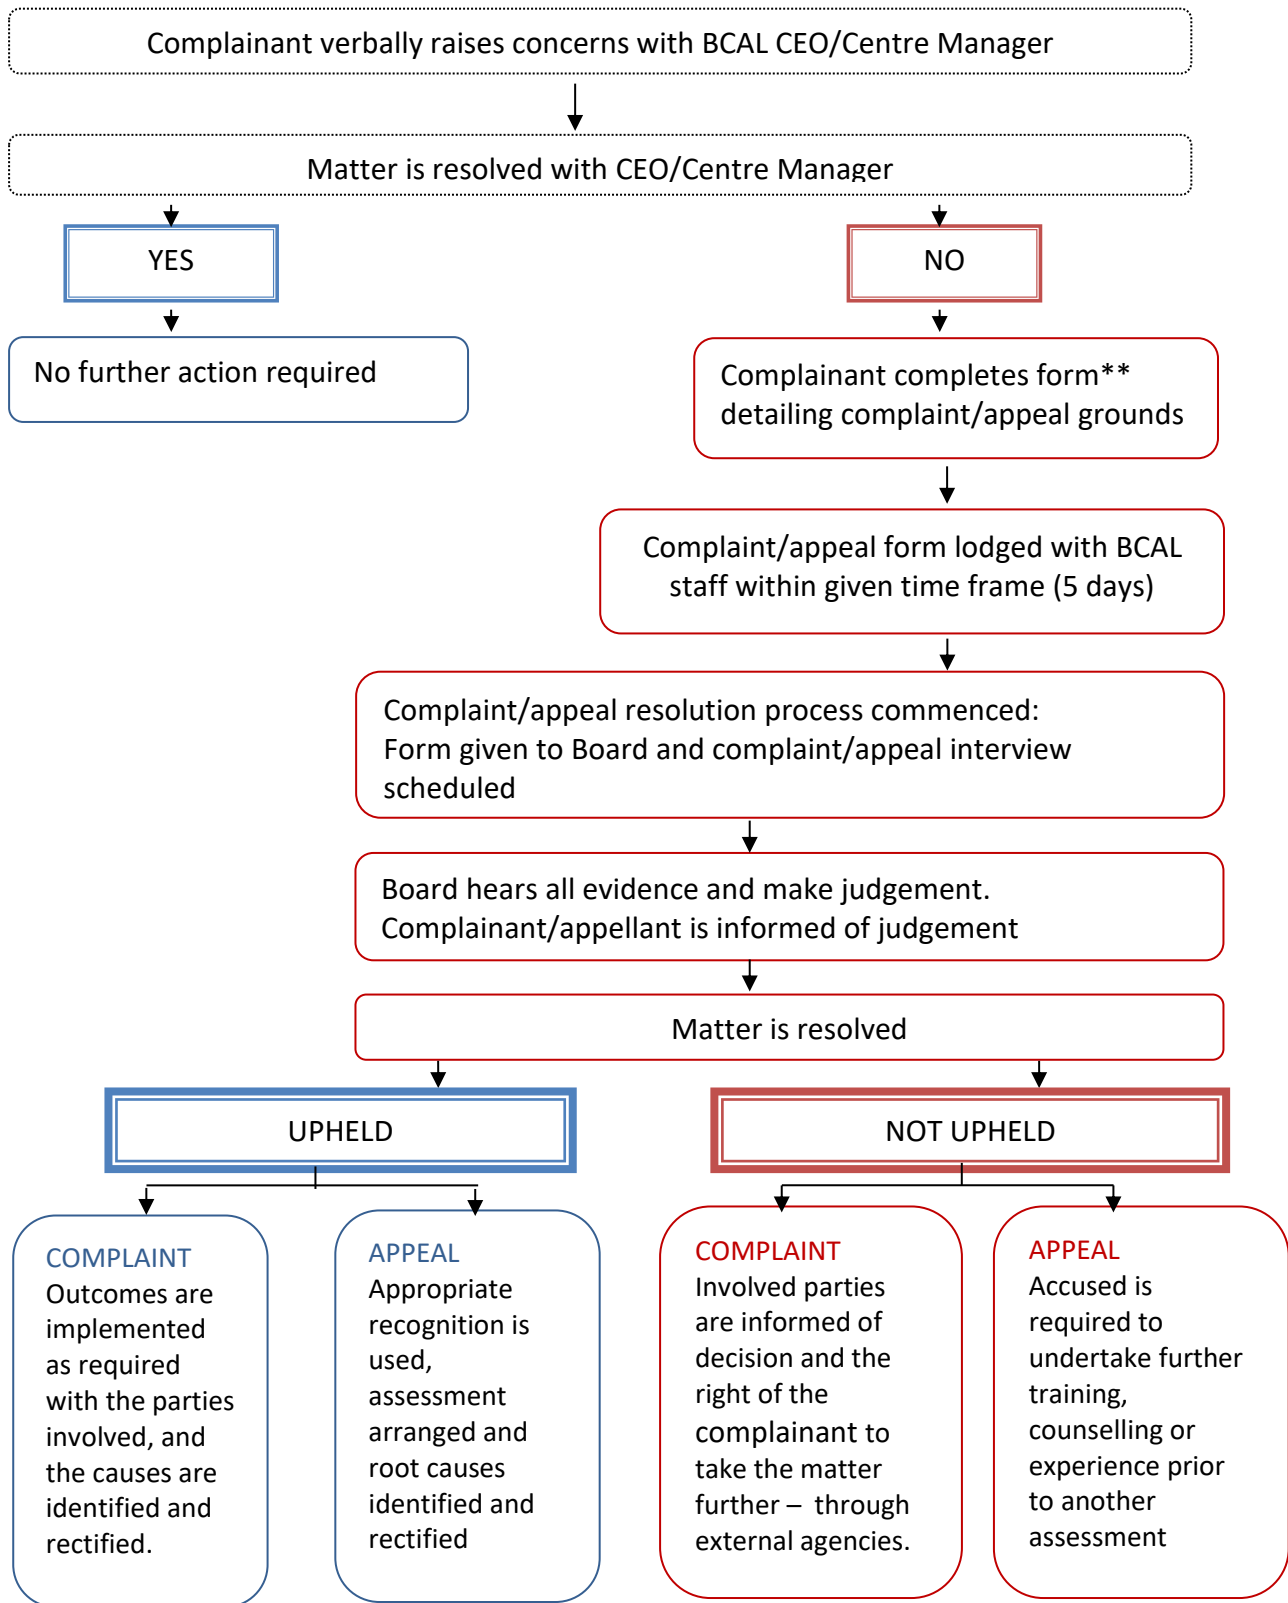 Complainant verbally raises concerns with BCAL CEO/Centre Manager
Matter is resolved with CEO/Centre Manager
YES
NO
No further action required
Complainant completes form**
detailing complaint/appeal grounds
Complaint/appeal form lodged with BCAL
staff within given time frame (5 days)
Complaint/appeal resolution process commenced:
Form given to Board and complaint/appeal interview
scheduled
Board hears all evidence and make judgement.
Complainant/appellant is informed of judgement
Matter is resolved
UPHELD
NOT UPHELD
COMPLAINT
Outcomes are
implemented
as required
with the parties
involved, and
the causes are
identified and
rectified.
APPEAL
Appropriate
recognition is
used,
assessment
arranged and
root causes
identified and
rectified
COMPLAINT
Involved parties
are informed of
decision and the
right of the
complainant to
take the matter
further – through
external agencies.
APPEAL
Accused is
required to
undertake further
training,
counselling or
experience prior
to another
assessment